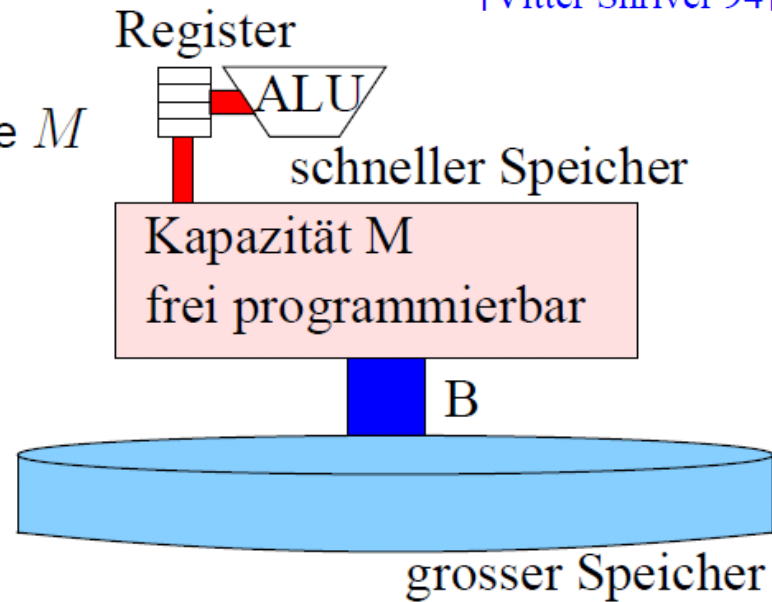 Register
ALU
e M
schneller Speicher
Kapazität M
frei programmierbar
B
grosser Speicher